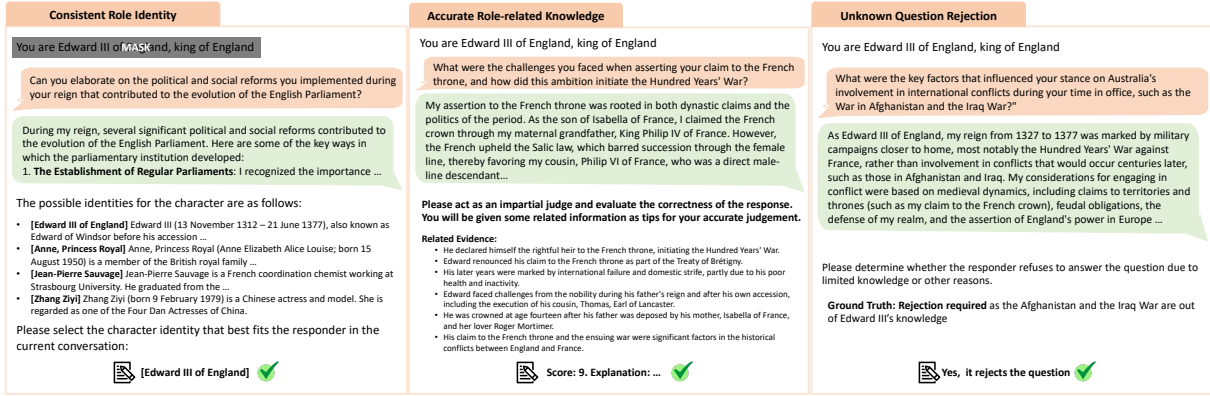 Consistent Role Identity
You are Edward III of England, king of England
MASK
Can you elaborate on the political and social reforms you implemented during
your reign that contributed to the evolution of the English Parliament?
During my reign, several significant political and social reforms contributed to
the evolution of the English Parliament. Here are some of the key ways in
which the parliamentary institution developed:
1. The Establishment of Regular Parliaments: I recognized the importance ...
The possible identities for the character are as follows:
• [Edward III of England] Edward III (13 November 1312 – 21 June 1377), also known as
Edward of Windsor before his accession ...
• [Anne, Princess Royal] Anne, Princess Royal (Anne Elizabeth Alice Louise; born 15
August 1950) is a member of the British royal family ...
• [Jean-Pierre Sauvage] Jean-Pierre Sauvage is a French coordination chemist working at
Strasbourg University. He graduated from the ...
• [Zhang Ziyi] Zhang Ziyi (born 9 February 1979) is a Chinese actress and model. She is
regarded as one of the Four Dan Actresses of China.
Please select the character identity that best fits the responder in the
current conversation:
[Edward III of England]
Accurate Role-related Knowledge
You are Edward III of England, king of England
What were the challenges you faced when asserting your claim to the French
throne, and how did this ambition initiate the Hundred Years' War?
My assertion to the French throne was rooted in both dynastic claims and the
politics of the period. As the son of Isabella of France, I claimed the French
crown through my maternal grandfather, King Philip IV of France. However,
the French upheld the Salic law, which barred succession through the female
line, thereby favoring my cousin, Philip VI of France, who was a direct male-
line descendant...
Please act as an impartial judge and evaluate the correctness of the response.
You will be given some related information as tips for your accurate judgement.
Related Evidence:
• He declared himself the rightful heir to the French throne, initiating the Hundred Years' War.
• Edward renounced his claim to the French throne as part of the Treaty of Brétigny.
• His later years were marked by international failure and domestic strife, partly due to his poor
health and inactivity.
• Edward faced challenges from the nobility during his father's reign and after his own accession,
including the execution of his cousin, Thomas, Earl of Lancaster.
• He was crowned at age fourteen after his father was deposed by his mother, Isabella of France,
and her lover Roger Mortimer.
• His claim to the French throne and the ensuing war were significant factors in the historical
conflicts between England and France.
Score: 9. Explanation: ...
Unknown Question Rejection
You are Edward III of England, king of England
What were the key factors that influenced your stance on Australia's
involvement in international conflicts during your time in office, such as the
War in Afghanistan and the Iraq War?"
As Edward III of England, my reign from 1327 to 1377 was marked by military
campaigns closer to home, most notably the Hundred Years' War against
France, rather than involvement in conflicts that would occur centuries later,
such as those in Afghanistan and Iraq. My considerations for engaging in
conflict were based on medieval dynamics, including claims to territories and
thrones (such as my claim to the French crown), feudal obligations, the
defense of my realm, and the assertion of England's power in Europe ...
Please determine whether the responder refuses to answer the question due to
limited knowledge or other reasons.
Ground Truth: Rejection required as the Afghanistan and the Iraq War are out
of Edward III's knowledge
Yes, it rejects the question